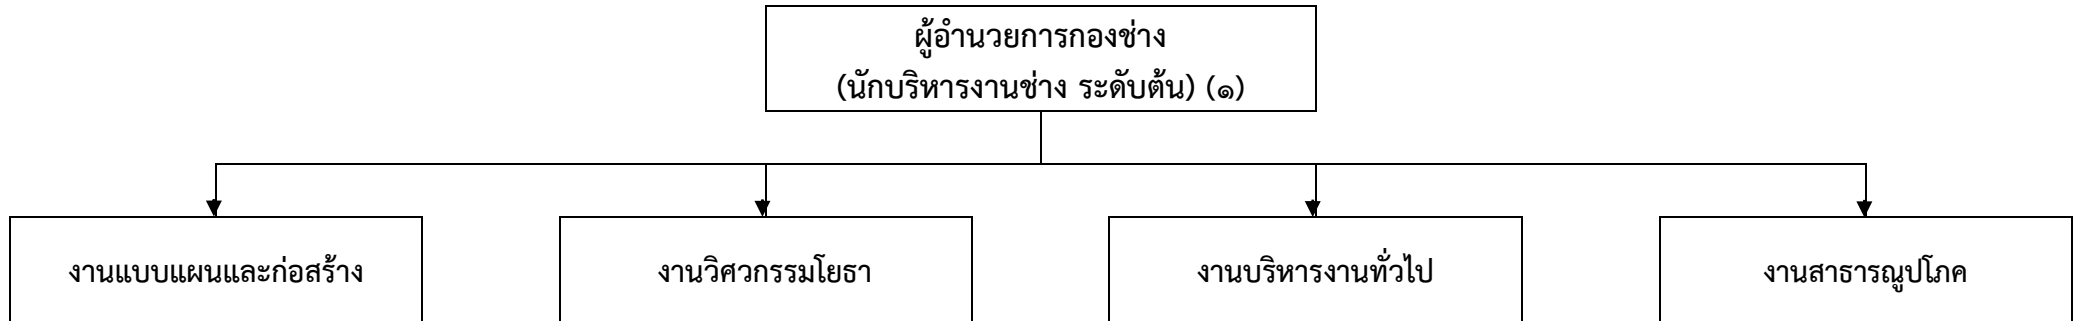 ผู้อำนวยการกองช่าง
(นักบริหารงานช่าง ระดับต้น) (๑)
งานแบบแผนและก่อสร้าง
งานวิศวกรรมโยธา
งานบริหารงานทั่วไป
งานสาธารณูปโภค